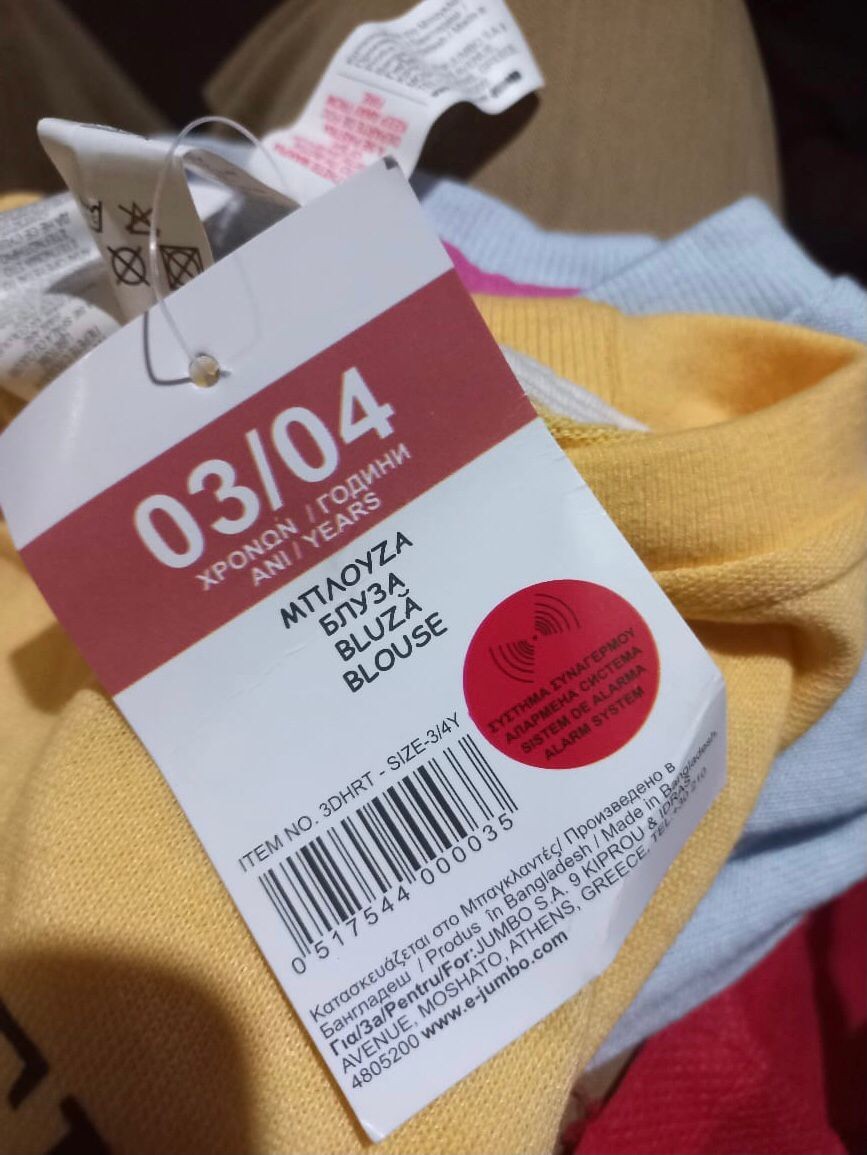 03/04
ΧΡΟΝΩΝ / ГОДИНИ
ANI / YEARS
ΜΠΛΟΥΖΑ
БЛУЗА
BLUZĂ
BLOUSE
ΣΥΣΤΗΜΑ ΣΥΝΑΓΕΡΜΟΥ
АЛАРМЕНА СИСТЕМА
SISTEM DE ALARMA
ALARM SYSTEM
ITEM NO. 3DHRT - SIZE-3/4Y
0 517544 000035
Κατασκευάζεται στο Μπαγκλαντές/ Произведено в
Бангладеш / Produs în Bangladesh / Made in Bangladesh
Για/За/Pentru/For:JUMBO S.A. 9 KIPROU & IDRAS
AVENUE, MOSHATO, ATHENS, GREECE, TEL +30 210
4805200 www.e-jumbo.com